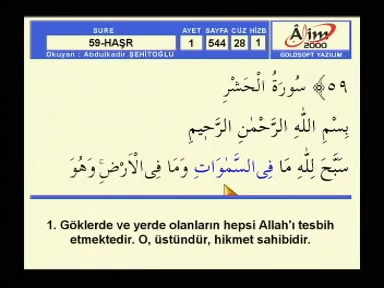 SURE AYET SAYFA CÜZ HİZB
59-HAŞR 1 544 28 1
Okuyan : Abdulkadir ŞEHİTOĞLU
Âlim
2000
GOLDSOFT YAZILIM
﴿٥٩ سُورَةُ الْحَشْرِ
بِسْمِ اللّٰهِ الرَّحْمٰنِ الرَّحٖيمِ
سَبَّحَ لِلّٰهِ مَا فِى السَّمٰوَاتِ وَمَا فِى الْاَرْضِۚ وَهُوَ
1. Göklerde ve yerde olanların hepsi Allah'ı tesbih
etmektedir. O, üstündür, hikmet sahibidir.